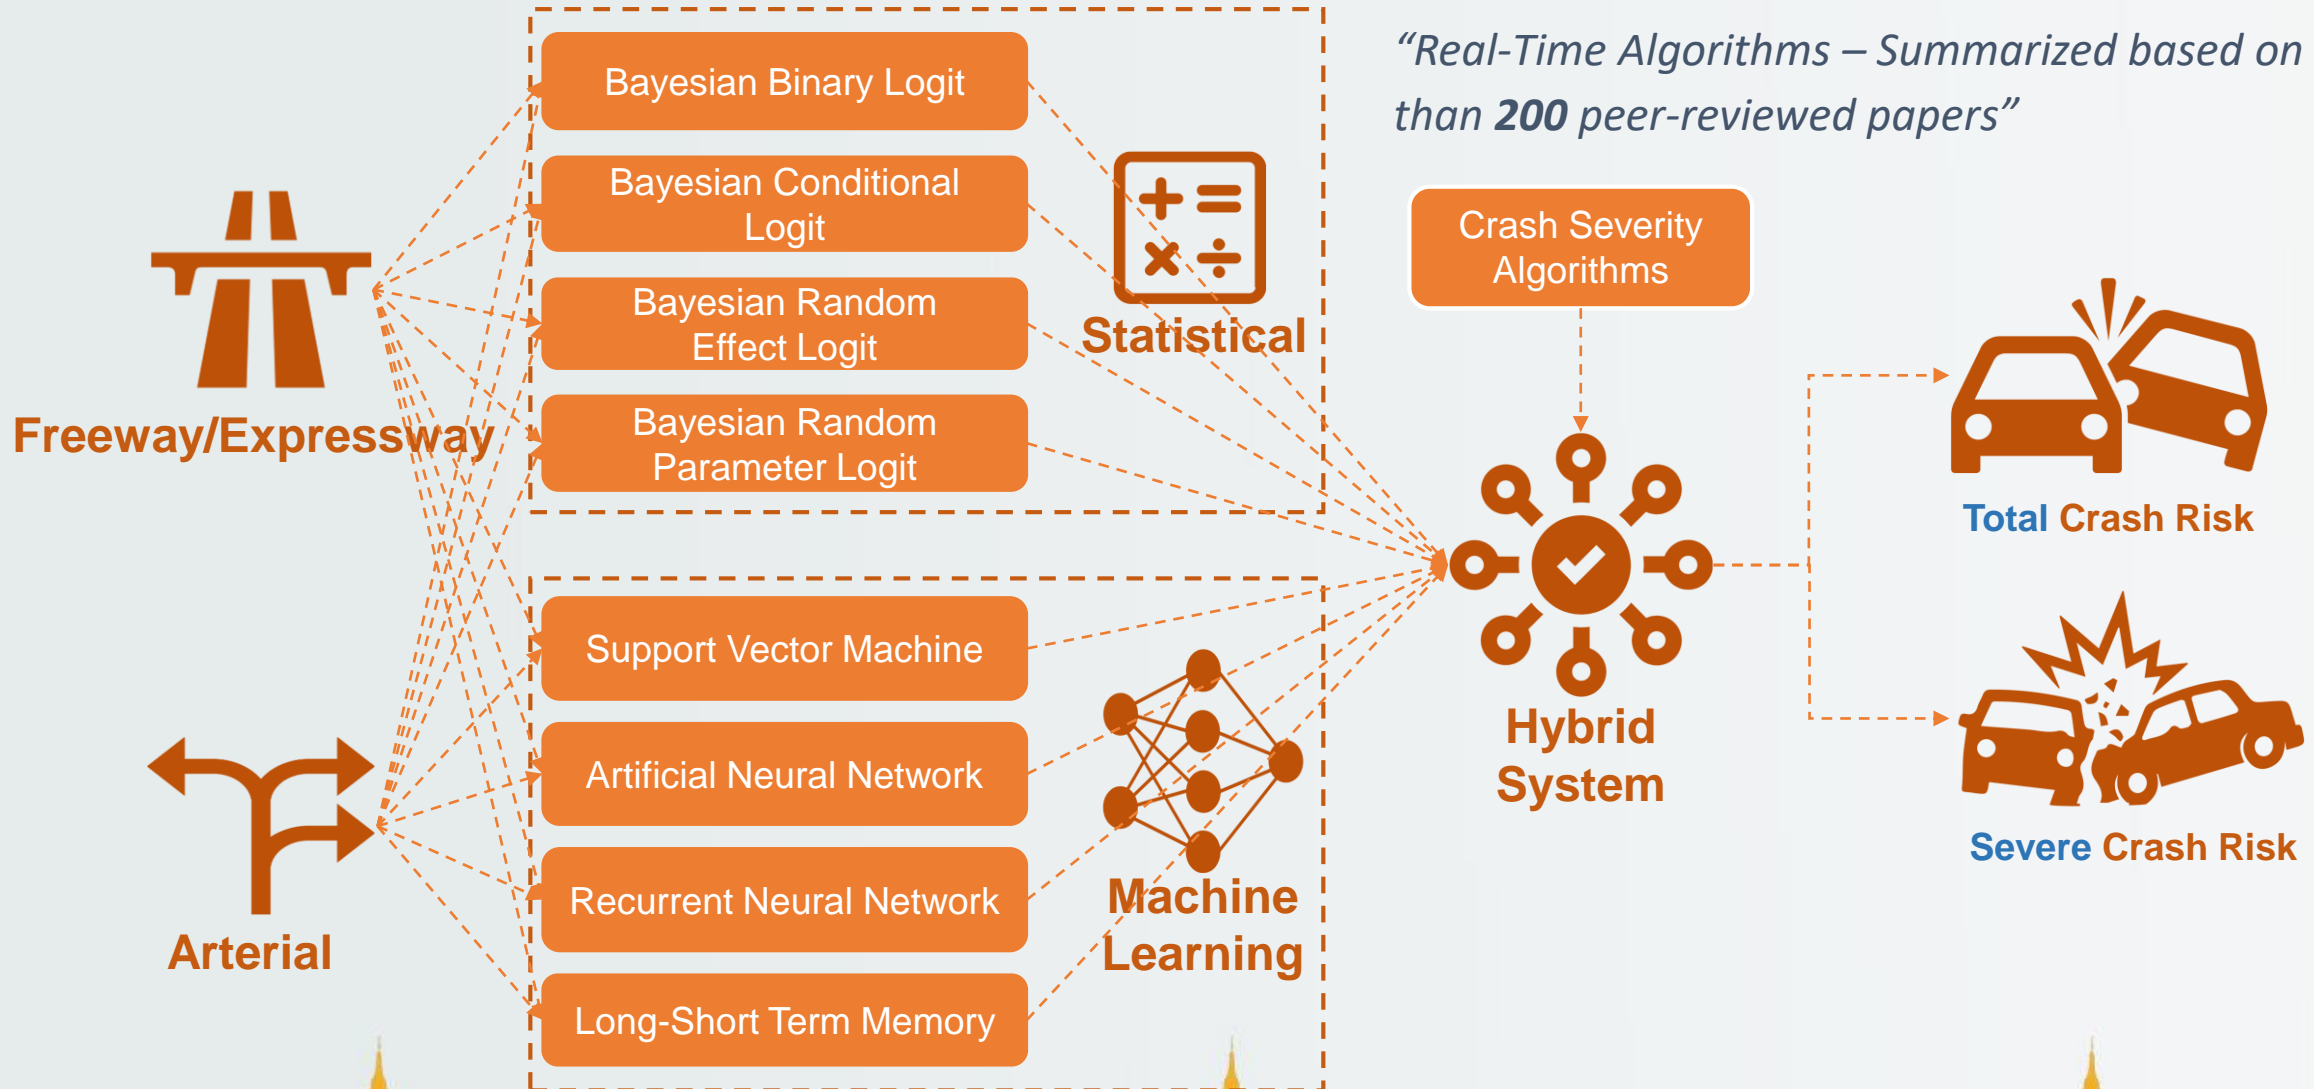 “Real-Time Algorithms – Summarized based on
than 200 peer-reviewed papers”
Freeway/Expressway
Arterial
Bayesian Binary Logit
Bayesian Conditional
Logit
Bayesian Random
Effect Logit
Bayesian Random
Parameter Logit
Statistical
Support Vector Machine
Artificial Neural Network
Recurrent Neural Network
Long-Short Term Memory
Machine
Learning
Crash Severity
Algorithms
Hybrid
System
Total Crash Risk
Severe Crash Risk